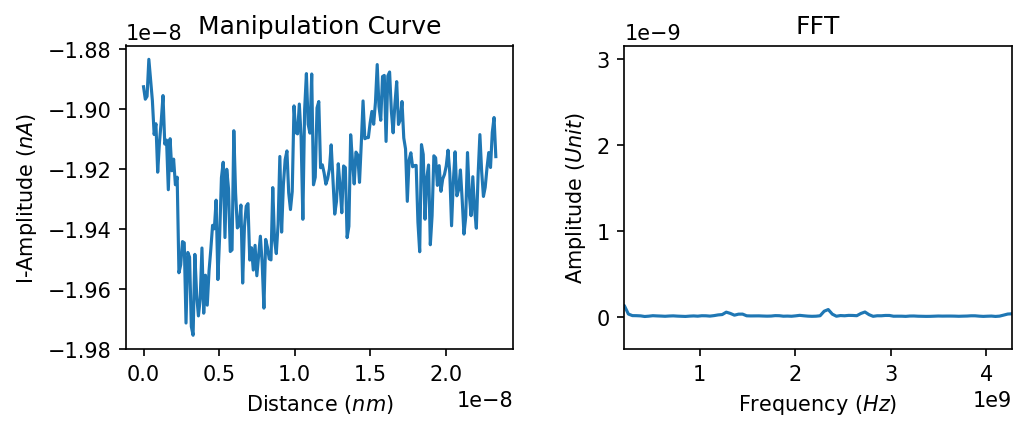 Manipulation Curve
1e−8
I-Amplitude (nA)
−1.88
−1.90
−1.92
−1.94
−1.96
−1.98
0.0 0.5 1.0 1.5 2.0
Distance (nm)
1e−8
FFT
1e−9
Amplitude (Unit)
3
2
1
0
1 2 3 4
Frequency (Hz)
1e9